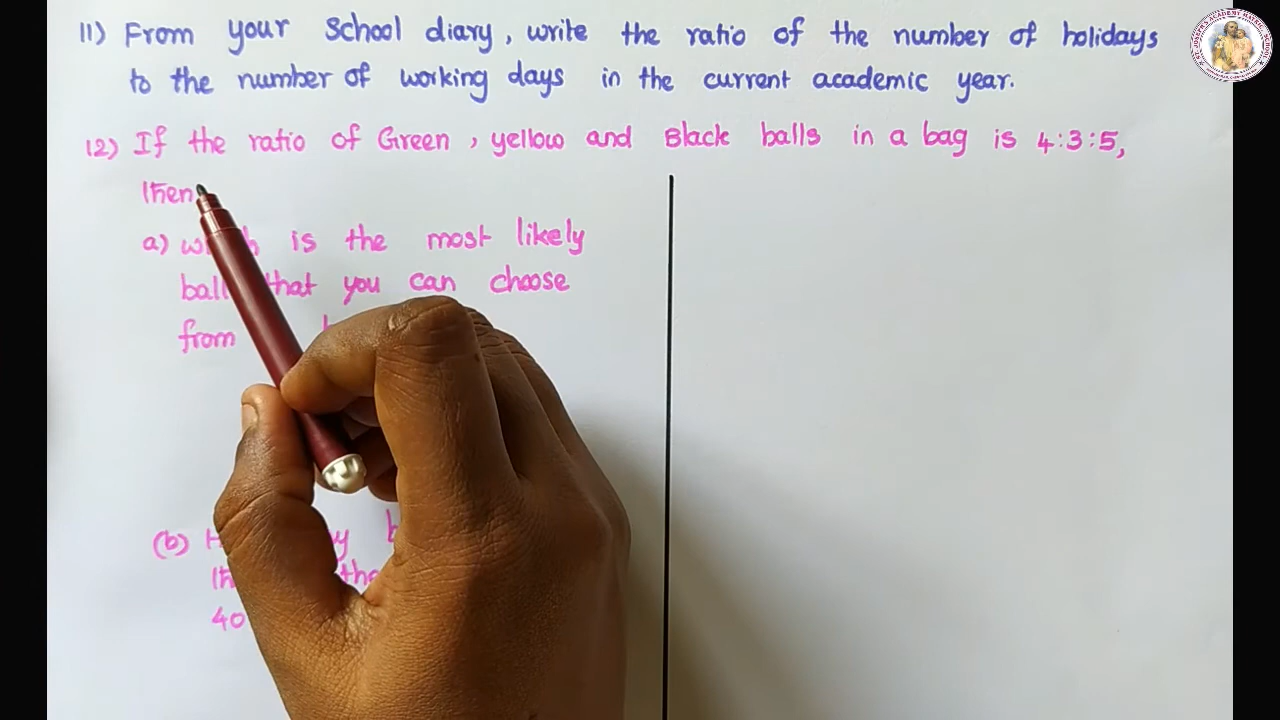 11) From your School diary, write the ratio of the number of holidays
to the number of working days in the current academic year.
12) If the ratio of Green, yellow and Black balls in a bag is 4:3:5,
then
a) is the most likely
ball that you can choose
from
(b)
the
40